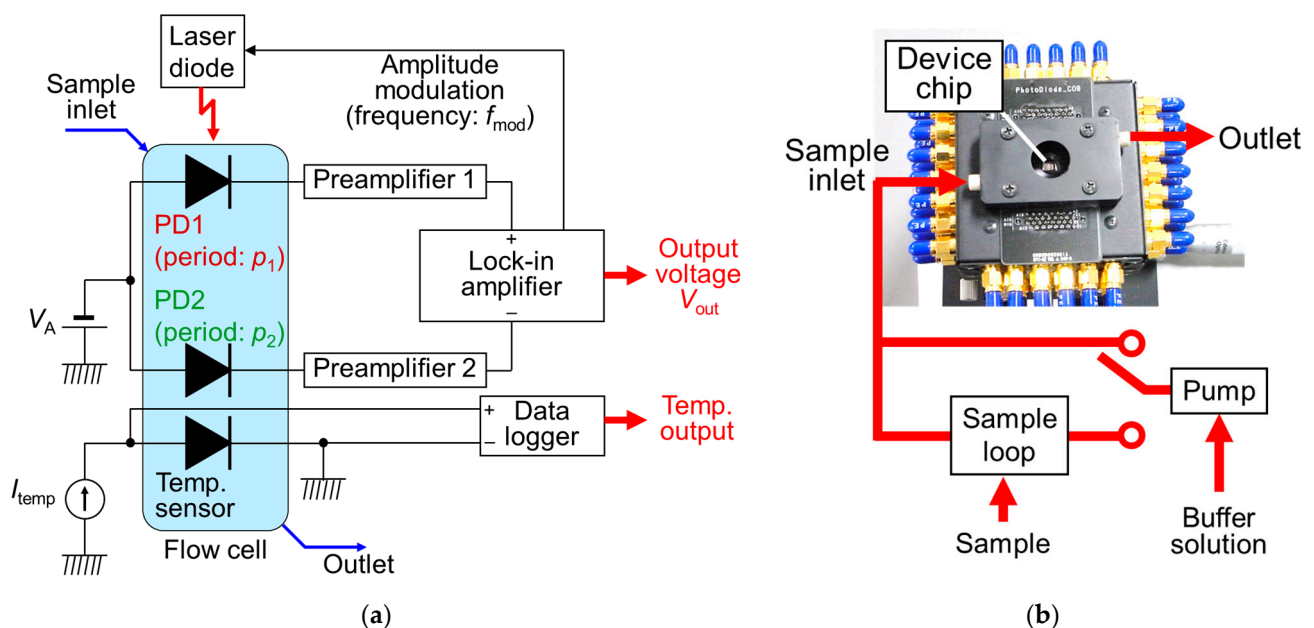 Laser
diode
Sample
inlet
Amplitude
modulation
(frequency: fmod)
Preamplifier 1
PD1
(period: p1)
+
Lock-in
amplifier
–
Output
voltage
Vout
VA
PD2
(period: p2)
Preamplifier 2
+
–
Data
logger
Temp.
output
Itemp
Temp.
sensor
Flow cell
Outlet
(a)
Device
chip
PhotoDiode_COB
Sample
inlet
Outlet
Pump
Sample
loop
Sample
Buffer
solution
(b)